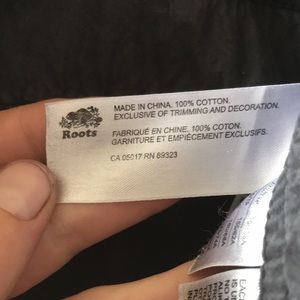 Roots
MADE IN CHINA. 100% COTTON.
EXCLUSIVE OF TRIMMING AND DECORATION.
FABRIQUÉ EN CHINE. 100% COTON.
GARNITURE ET EMPIÈCEMENT EXCLUSIFS.
CA 05017 RN 89323
EACH